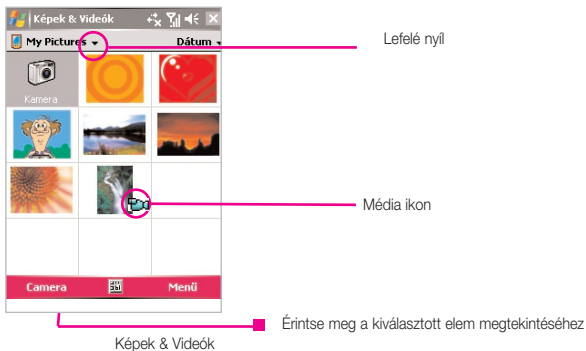 Képek & Videók
My Pictures
Dátum
Lefelé nyíl
Kamera
Média ikon
Camera
Menü
Érintse meg a kiválasztott elem megtekintéséhez
Képek & Videók